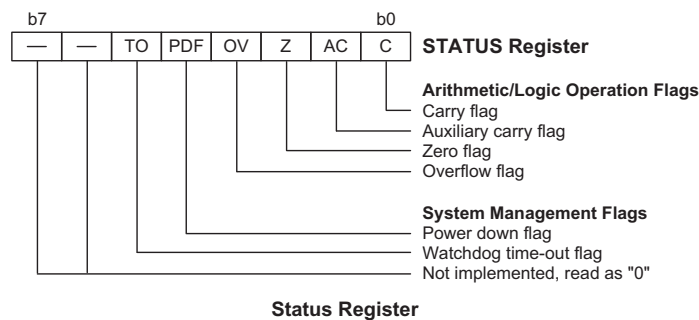 b7 b0
— — TO PDF OV Z AC C STATUS Register
Arithmetic/Logic Operation Flags
Carry flag
Auxiliary carry flag
Zero flag
Overflow flag
System Management Flags
Power down flag
Watchdog time-out flag
Not implemented, read as "0"
Status Register